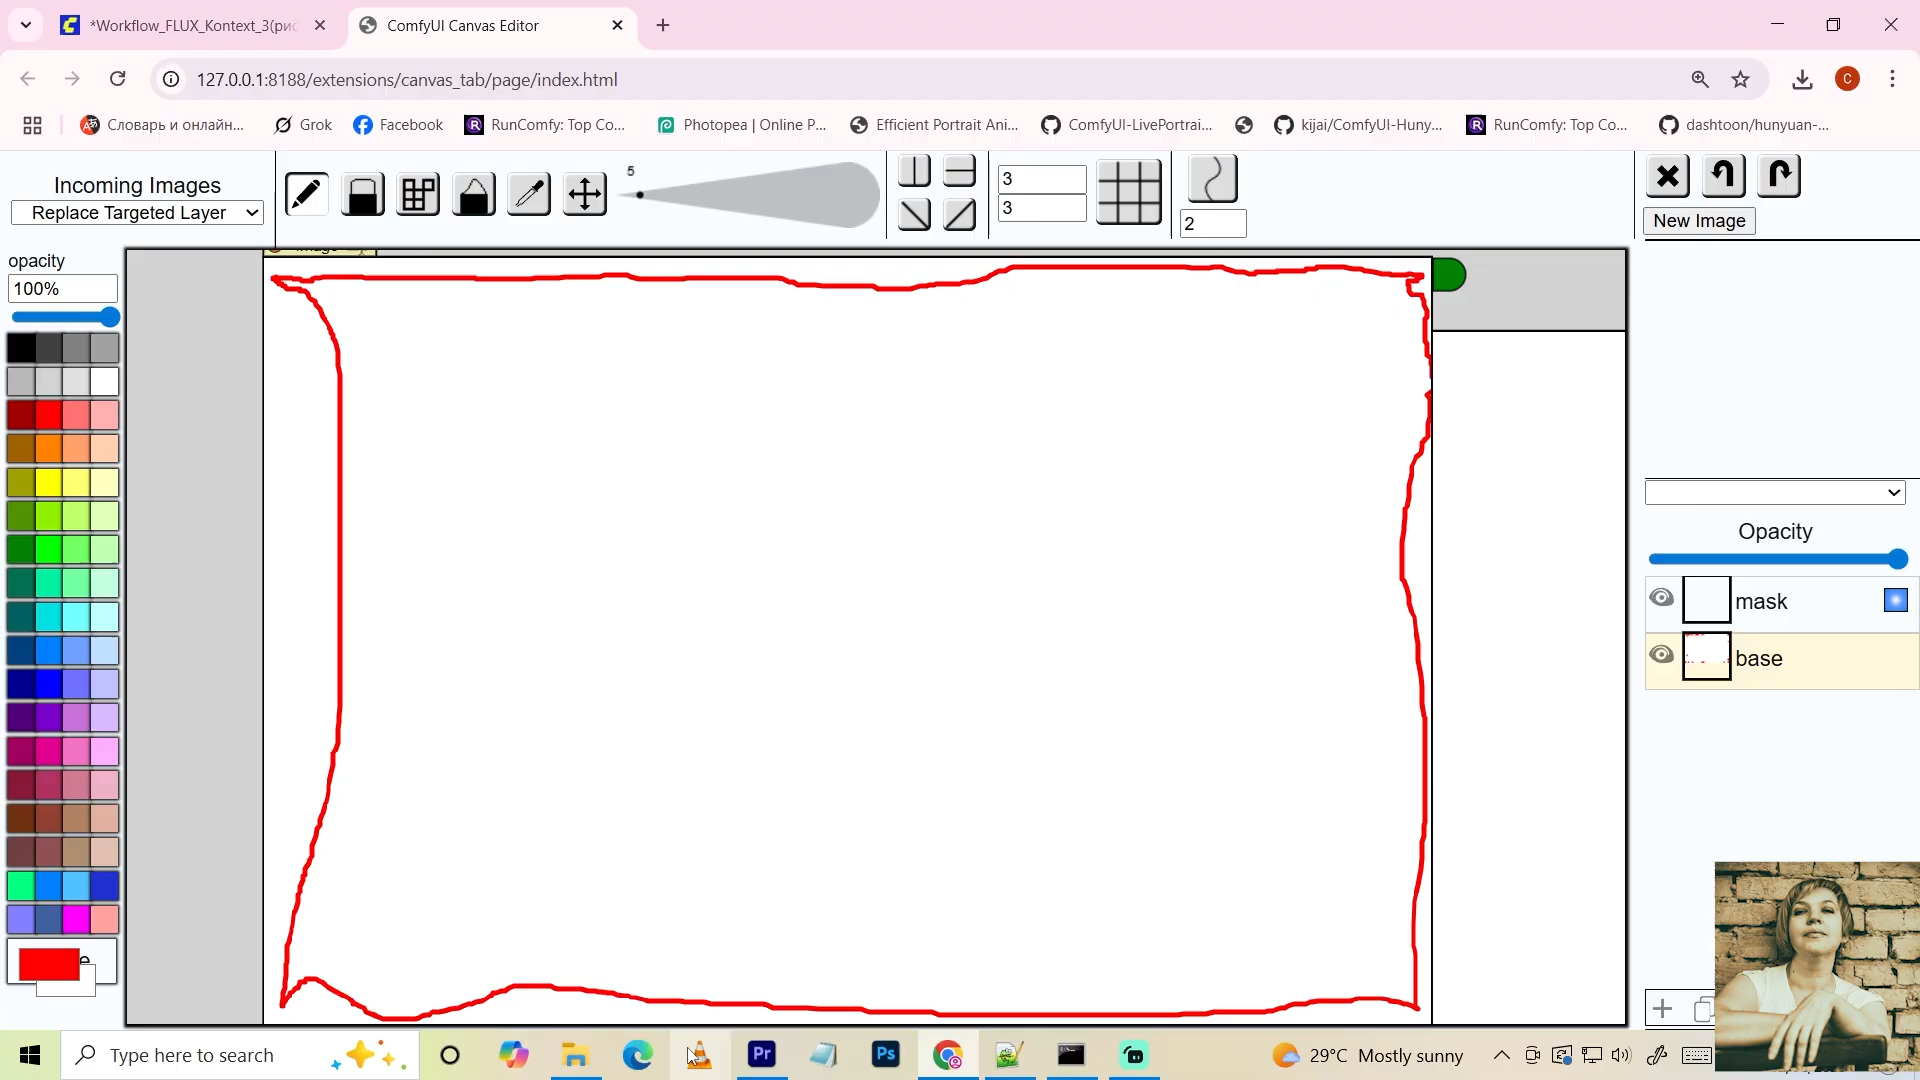 *Workflow_FLUX_Kontext_3(рис
ComfyUI Canvas Editor
127.0.0.1:8188/extensions/canvas_tab/page/index.html
C
Словарь и онлайн...
Grok
Facebook
RunComfy: Top Co...
Photopea | Online P...
Efficient Portrait Ani...
ComfyUI-LivePortrai...
kijai/ComfyUI-Huny...
RunComfy: Top Co...
dashtoon/hunyuan-...
Incoming Images
Replace Targeted Layer
5
3
3
2
New Image
opacity
100%
Opacity
mask
base
Type here to search
Pr
Ps
29°C Mostly sunny